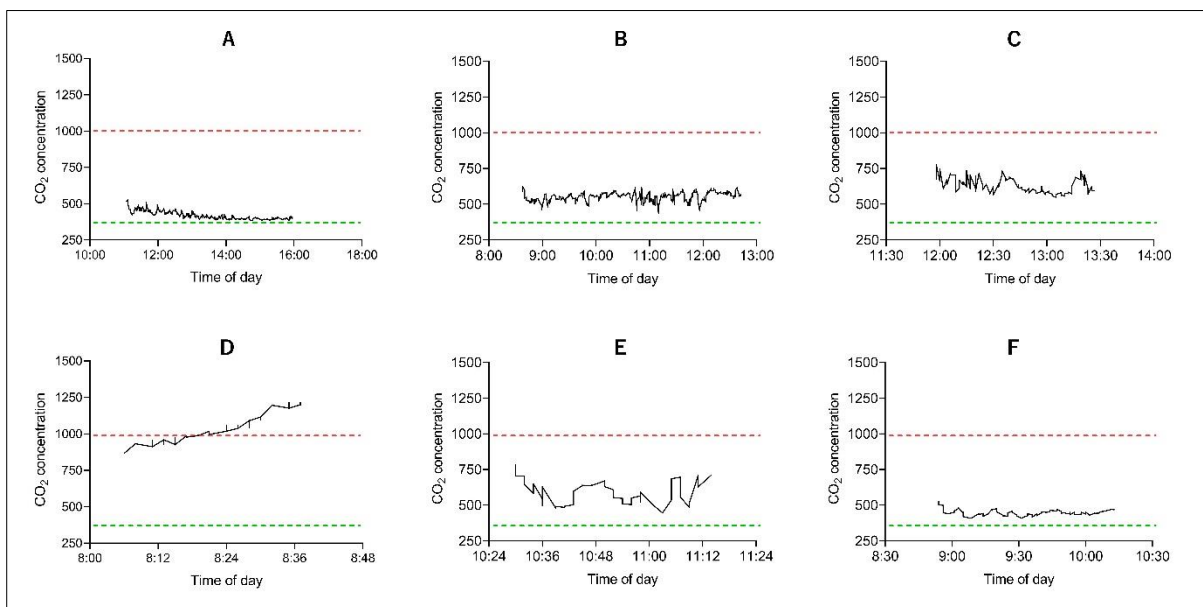 A
1500
1250
1000
750
500
250
CO₂ concentration
10:00 12:00 14:00 16:00 18:00
Time of day
B
1500
1250
1000
750
500
250
CO₂ concentration
8:00 9:00 10:00 11:00 12:00 13:00
Time of day
C
1500
1250
1000
750
500
250
CO₂ concentration
11:30 12:00 12:30 13:00 13:30 14:00
Time of day
D
1500
1250
1000
750
500
250
CO₂ concentration
8:00 8:12 8:24 8:36 8:48
Time of day
E
1500
1250
1000
750
500
250
CO₂ concentration
10:24 10:36 10:48 11:00 11:12 11:24
Time of day
F
1500
1250
1000
750
500
250
CO₂ concentration
8:30 9:00 9:30 10:00 10:30
Time of day